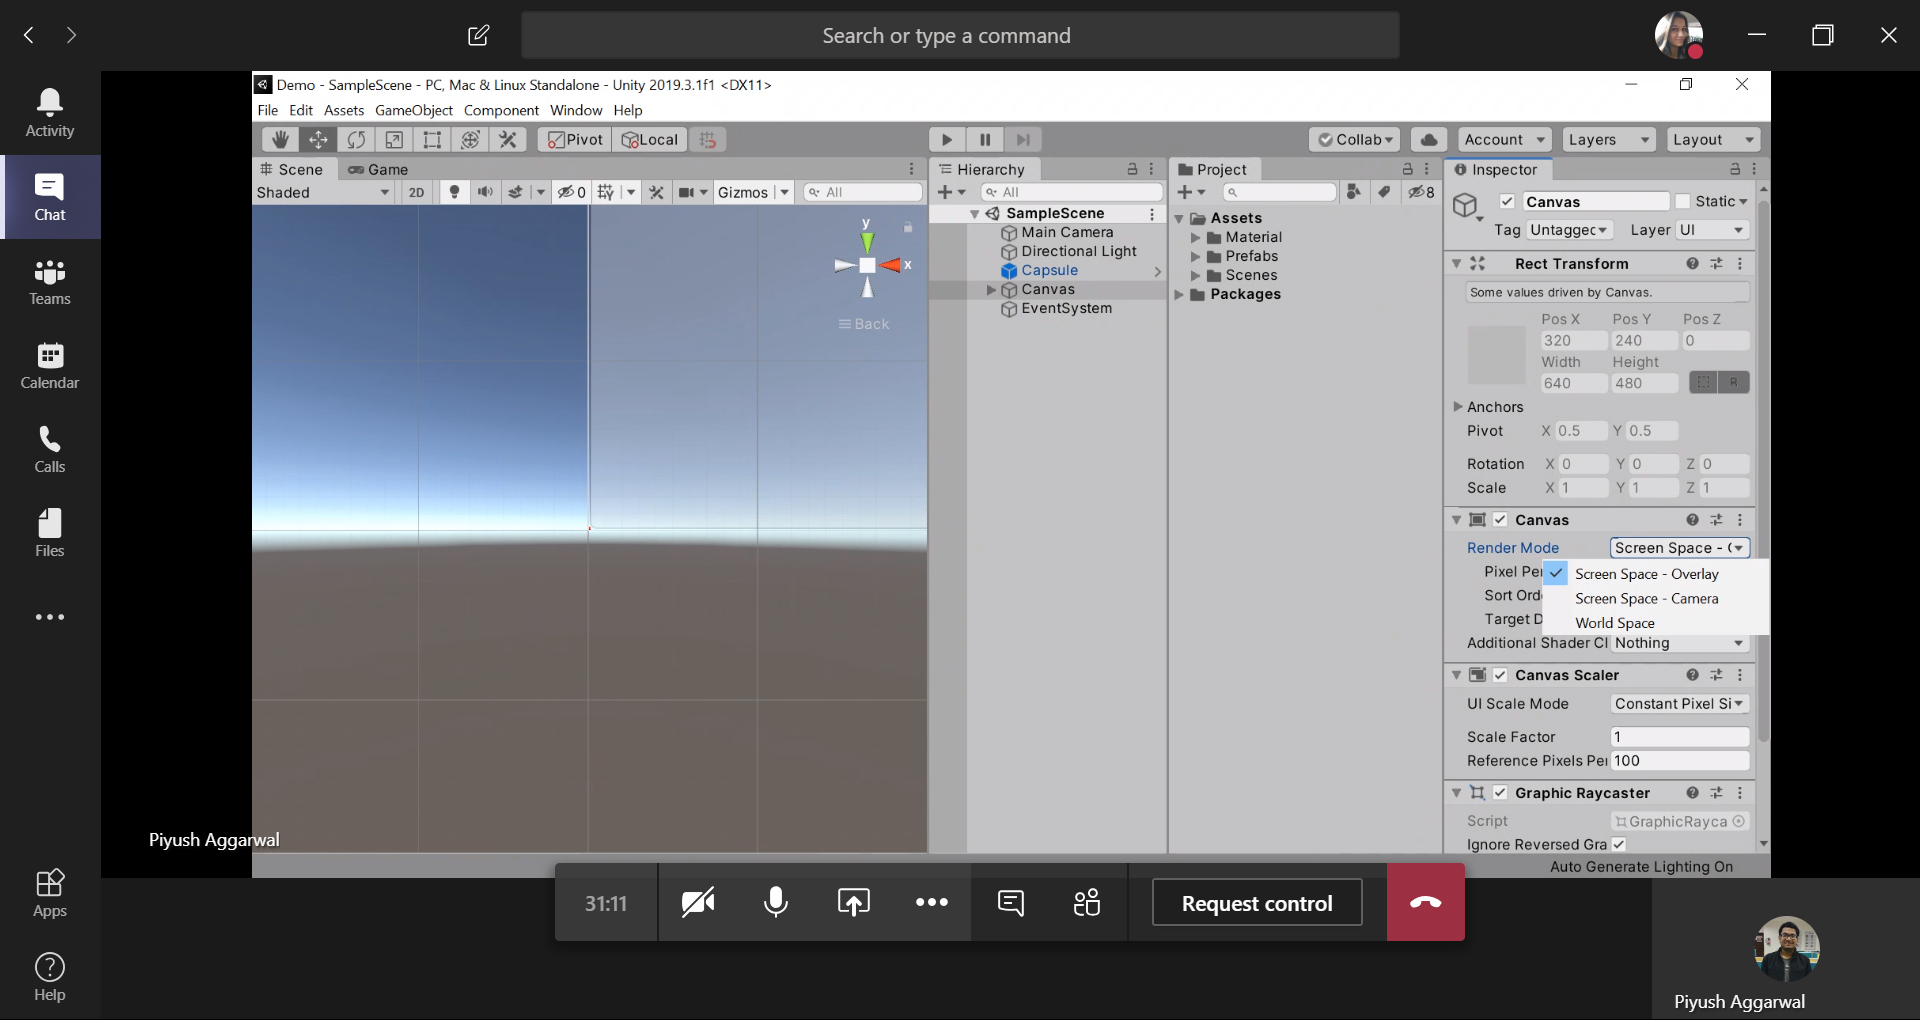 Search or type a command
Activity
Chat
Teams
Calendar
Calls
Files
Apps
Help
Demo - SampleScene - PC, Mac & Linux Standalone - Unity 2019.3.1f1 <DX11>
File Edit Assets GameObject Component Window Help
Pivot Local Collab Account Layers Layout
Scene Game
Shaded 2D 0 Gizmos All
y
x
Back
Hierarchy
All
SampleScene
Main Camera
Directional Light
Capsule
Canvas
EventSystem
Project
8
Assets
Material
Prefabs
Scenes
Packages
Inspector
Canvas Static
Tag Untaggec Layer UI
Rect Transform
Some values driven by Canvas.
Pos X Pos Y Pos Z
320 240 0
Width Height
640 480 R
Anchors
Pivot X 0.5 Y 0.5
Rotation X 0 Y 0 Z 0
Scale X 1 Y 1 Z 1
Canvas
Render Mode Screen Space - (
Pixel Per
Screen Space - Overlay
Sort Ord
Screen Space - Camera
Target D
World Space
Additional Shader Cl Nothing
Canvas Scaler
UI Scale Mode Constant Pixel Si
Scale Factor 1
Reference Pixels Per 100
Graphic Raycaster
Script GraphicRayca
Ignore Reversed Gra
Auto Generate Lighting On
Piyush Aggarwal
31:11
Request control
Piyush Aggarwal